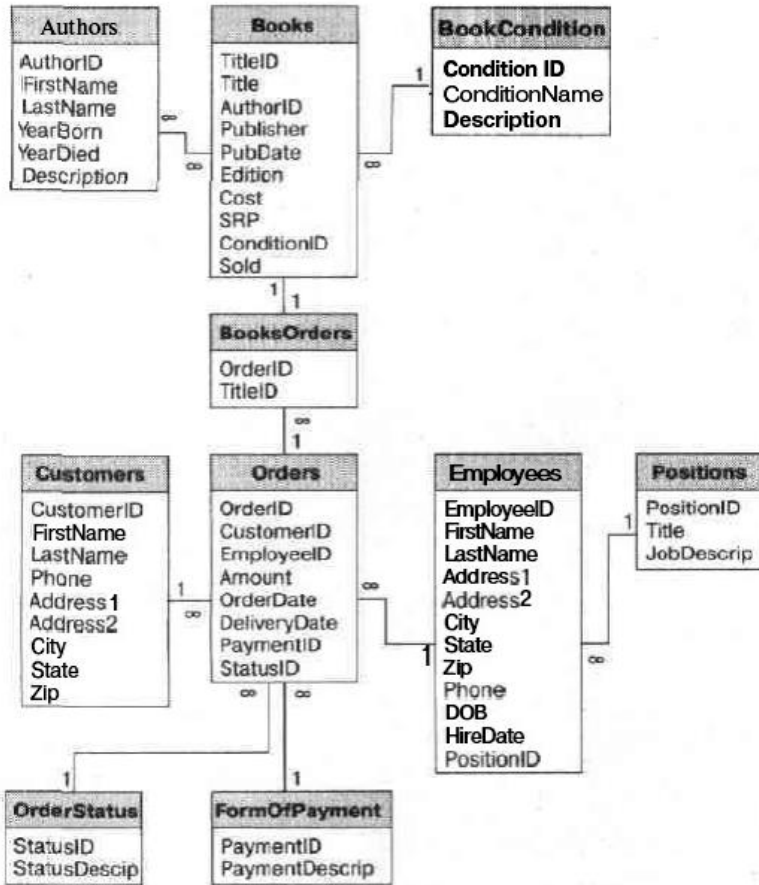 Authors
AuthorID
FirstName
LastName
YearBorn
YearDied
Description
∞
∞
Books
TitleID
Title
AuthorID
Publisher
PubDate
Edition
Cost
SRP
ConditionID
Sold
∞
1
BookCondition
Condition ID
ConditionName
Description
1
1
BooksOrders
OrderID
TitleID
∞
1
Customers
CustomerID
FirstName
LastName
Phone
Address1
Address2
City
State
Zip
1
∞
Orders
OrderID
CustomerID
EmployeeID
Amount
OrderDate
DeliveryDate
PaymentID
StatusID
∞
1
Employees
EmployeeID
FirstName
LastName
Address1
Address2
City
State
Zip
Phone
DOB
HireDate
PositionID
∞
1
Positions
PositionID
Title
JobDescrip
∞
∞
1
1
OrderStatus
StatusID
StatusDescip
FormOfPayment
PaymentID
PaymentDescrip